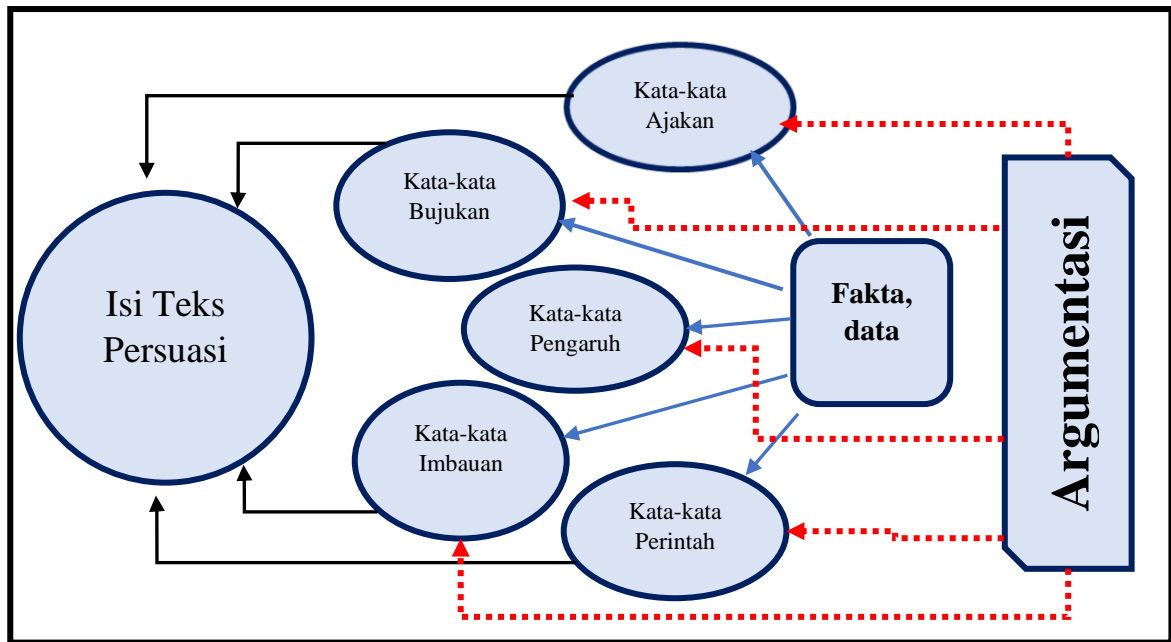 Kata-kata
Ajakan
Kata-kata
Bujukan
Isi Teks
Persuasi
Kata-kata
Pengaruh
Fakta,
data
Argumentasi
Kata-kata
Imbauan
Kata-kata
Perintah